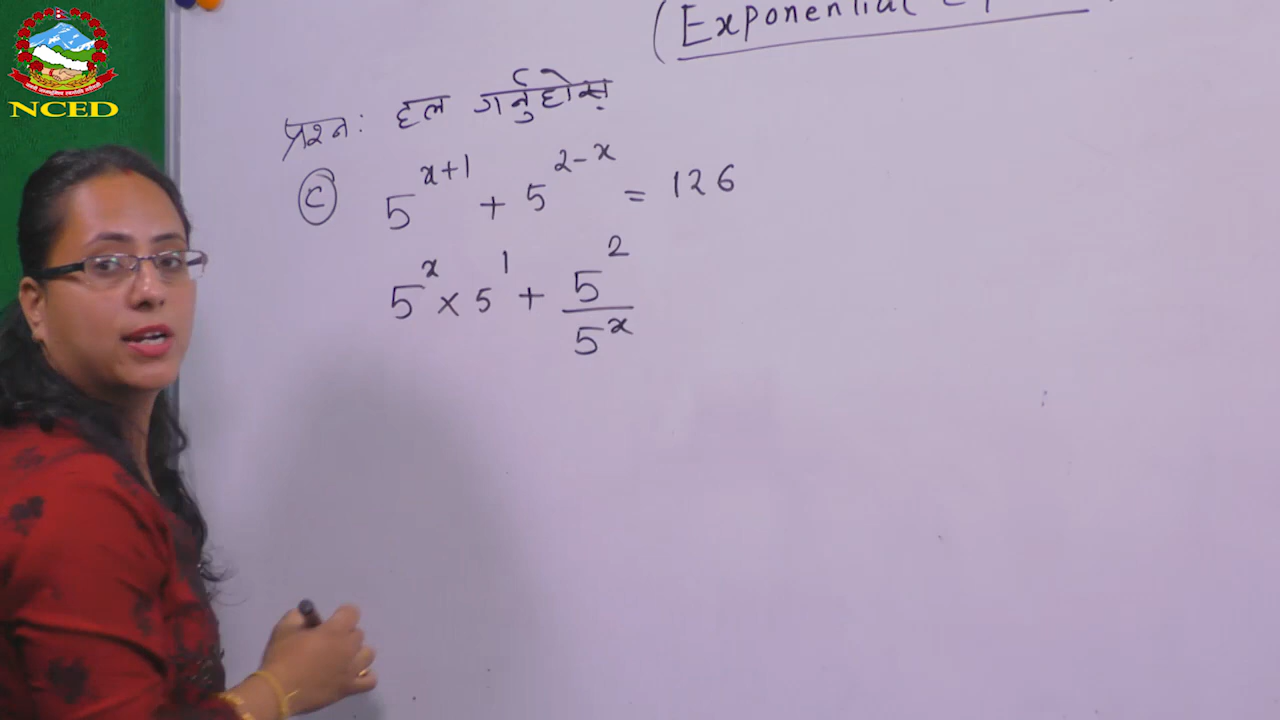 NCED
(Exponential
प्रश्न: हल गर्नुहोस्
(c) 5^{x+1} + 5^{2-x} = 126
5^x × 5^1 + 5^2/5^x